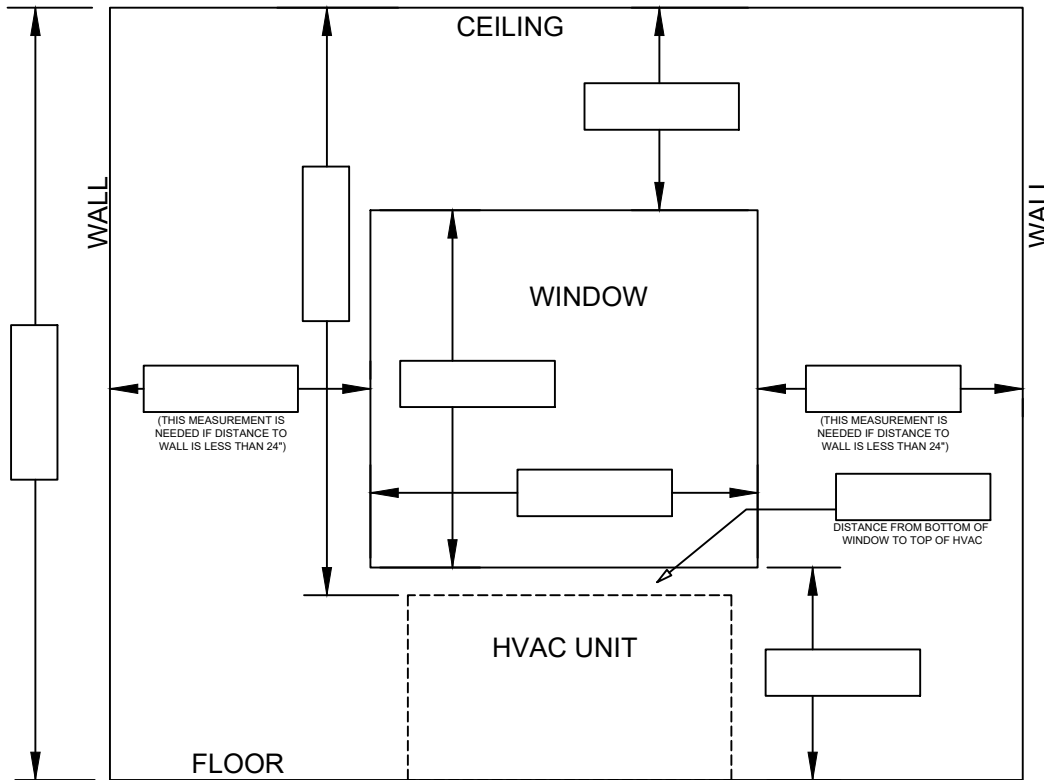 CEILING
WALL
WALL
WINDOW
(THIS MEASUREMENT IS
NEEDED IF DISTANCE TO
WALL IS LESS THAN 24")
(THIS MEASUREMENT IS
NEEDED IF DISTANCE TO
WALL IS LESS THAN 24")
DISTANCE FROM BOTTOM OF
WINDOW TO TOP OF HVAC
HVAC UNIT
FLOOR